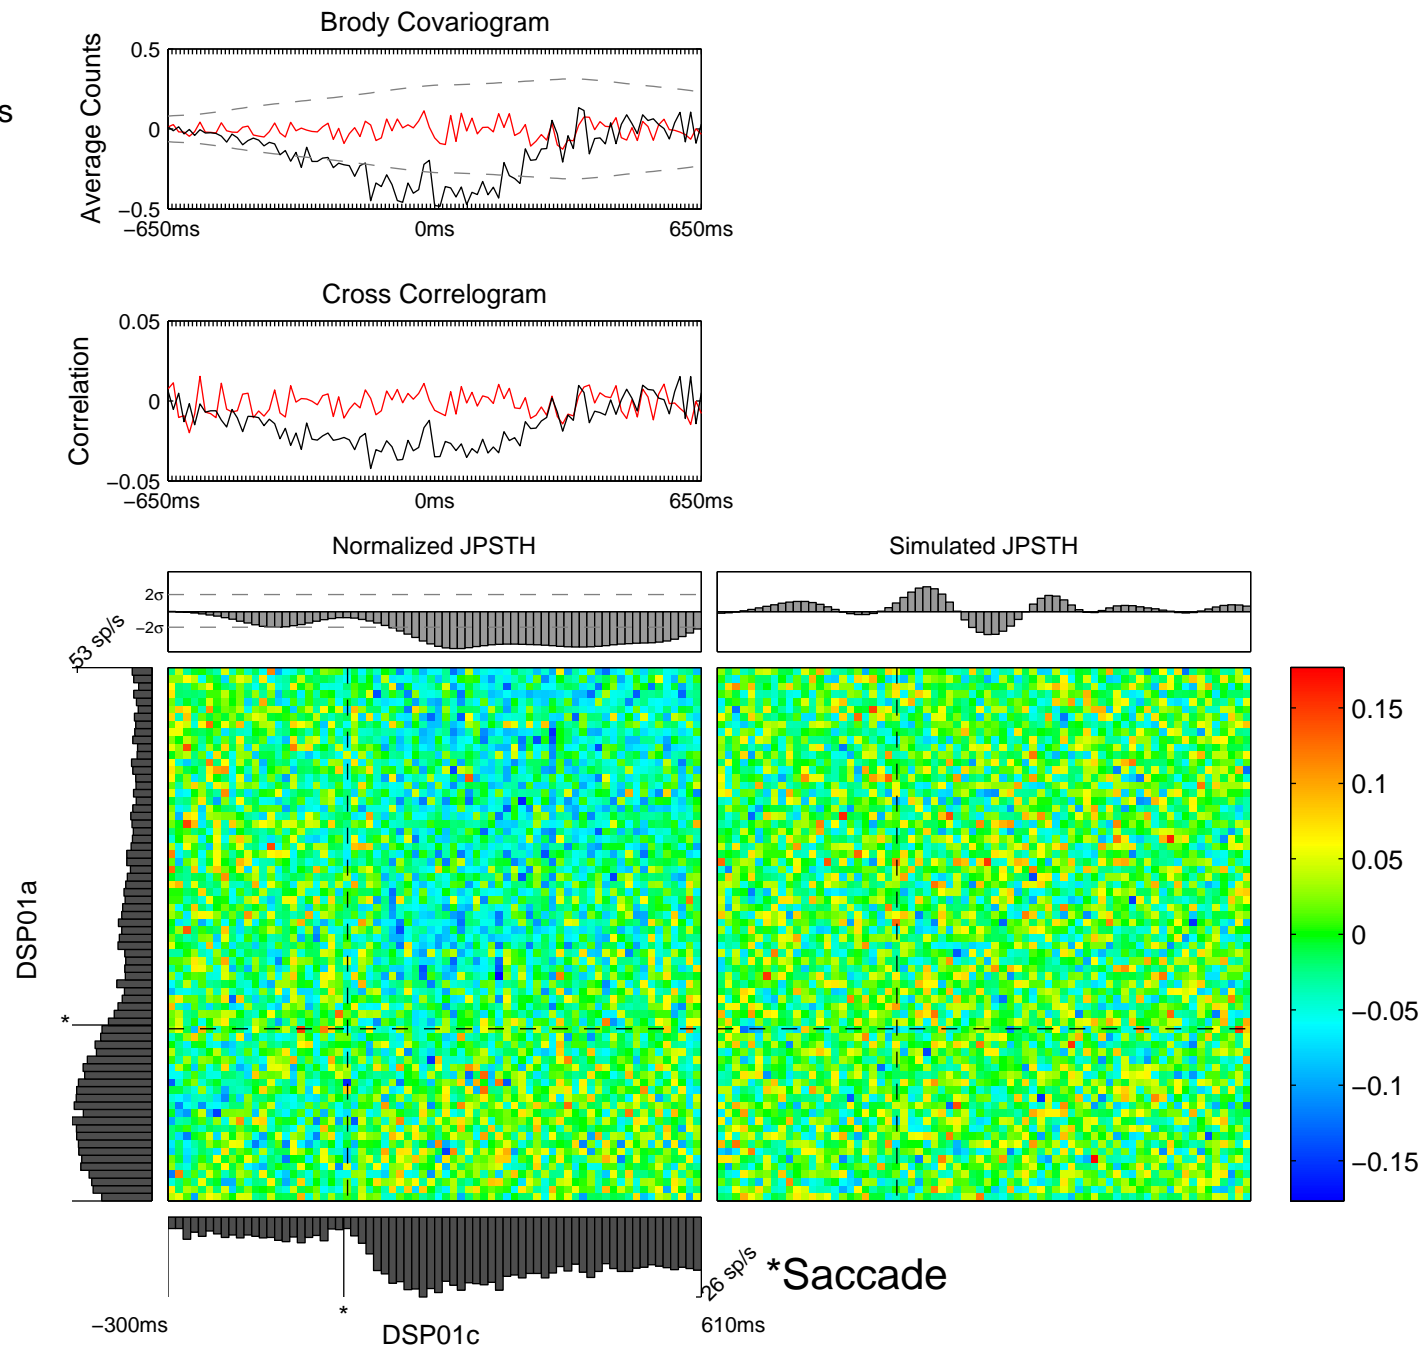 Brody Covariogram
s
Average Counts
0.5
0
−0.5
−650ms 0ms 650ms
Cross Correlogram
Correlation
0.05
0
−0.05
−650ms 0ms 650ms
Normalized JPSTH
Simulated JPSTH
2σ
−2σ
53 sp/s
DSP01a
*
0.15
0.1
0.05
0
−0.05
−0.1
−0.15
26 sp/s
*Saccade
*
−300ms
DSP01c
610ms